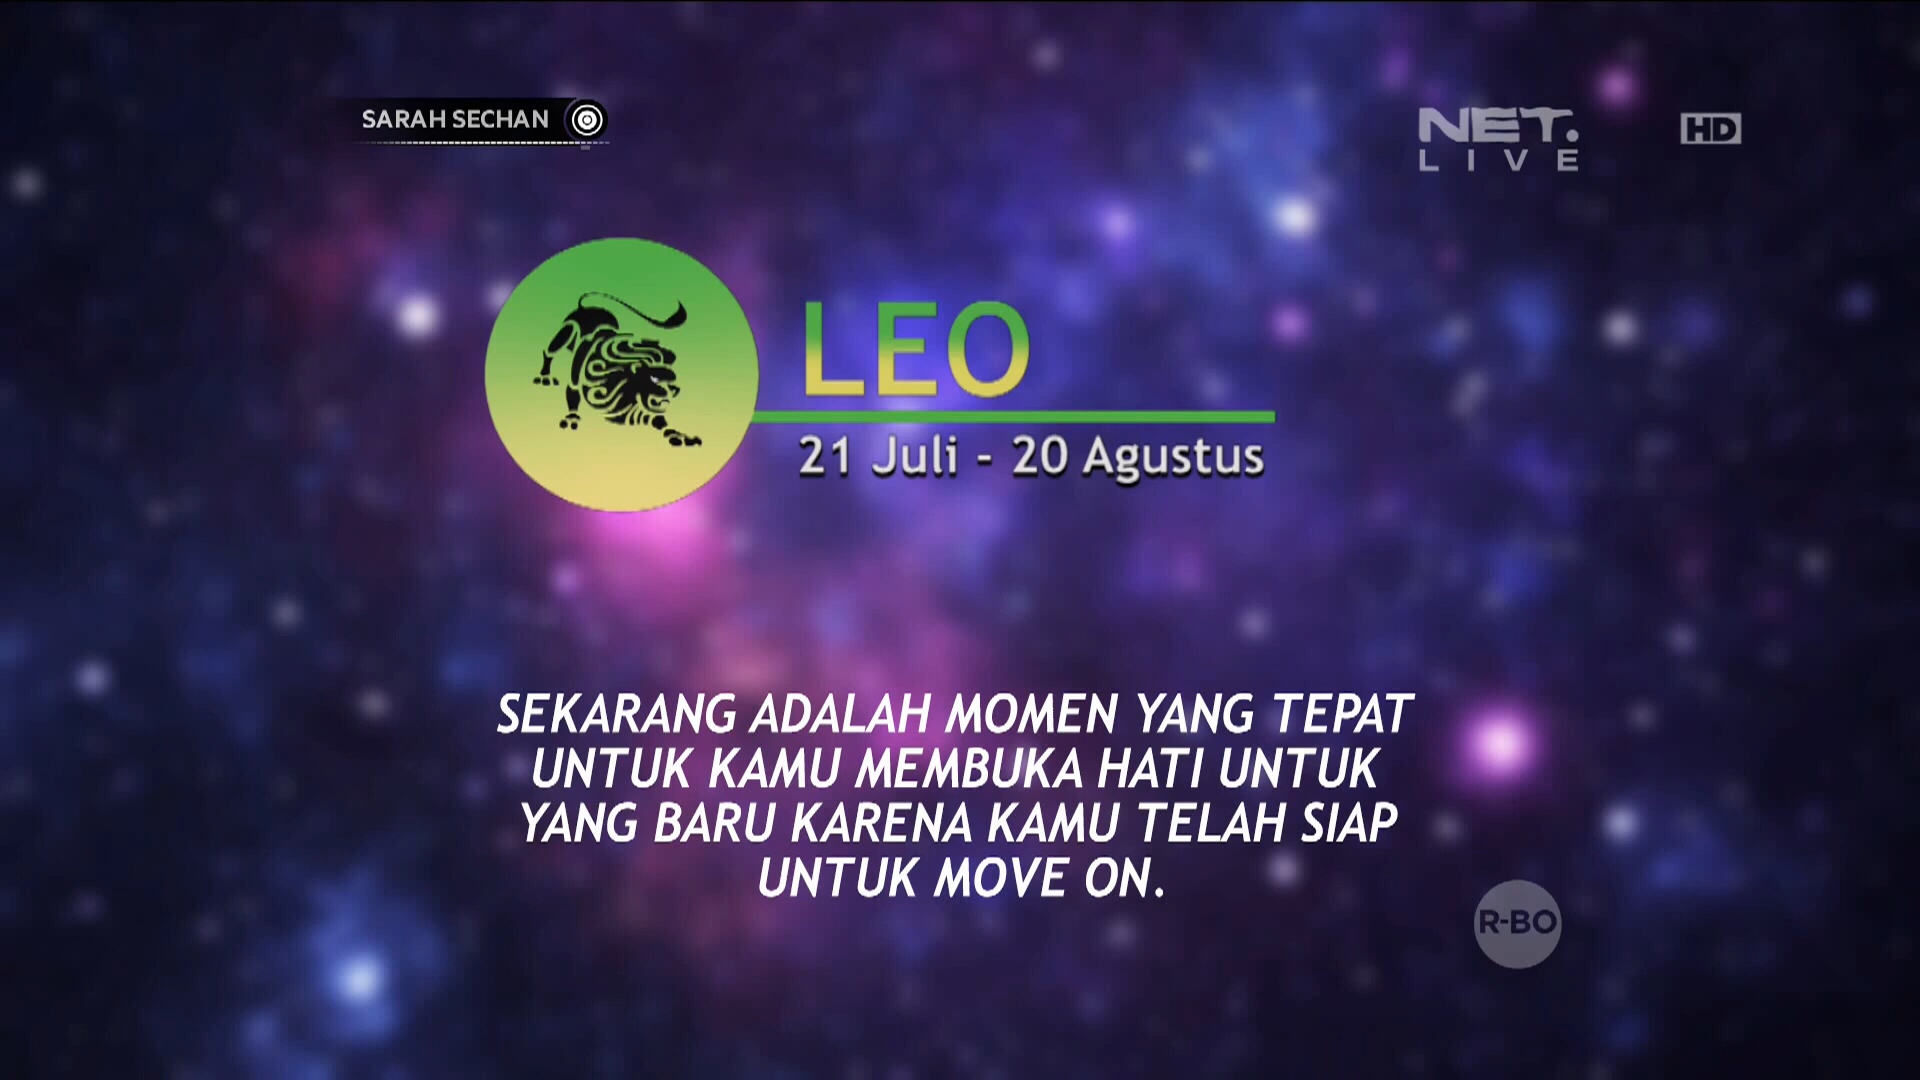 SARAH SECHAN
NET.
LIVE
HD
LEO
21 Juli - 20 Agustus
SEKARANG ADALAH MOMEN YANG TEPAT
UNTUK KAMU MEMBUKA HATI UNTUK
YANG BARU KARENA KAMU TELAH SIAP
UNTUK MOVE ON.
R-BO